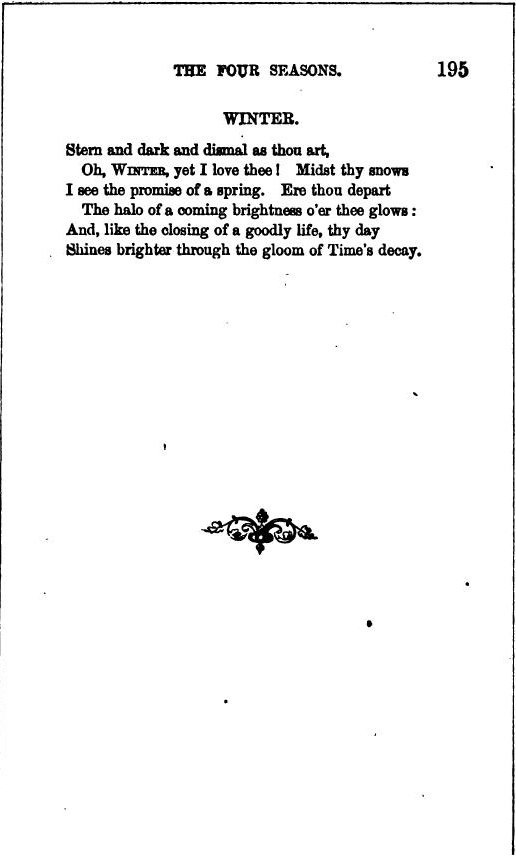 THE FOUR SEASONS. 195
WINTER.
Stern and dark and dismal as thou art,
Oh, WINTER, yet I love thee! Midst thy snows
I see the promise of a spring. Ere thou depart
The halo of a coming brightness o'er thee glows:
And, like the closing of a goodly life, thy day
Shines brighter through the gloom of Time's decay.